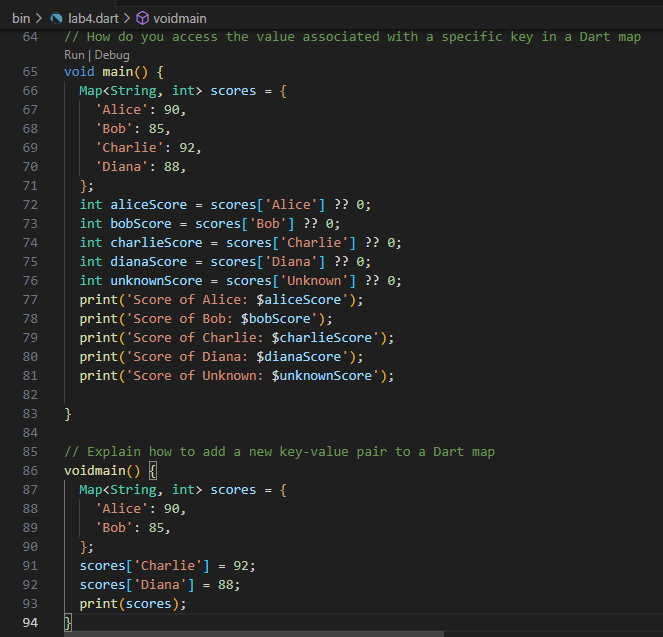 bin > lab4.dart > voidmain
64 // How do you access the value associated with a specific key in a Dart map
Run | Debug
65 void main() {
66   Map<String, int> scores = {
67     'Alice': 90,
68     'Bob': 85,
69     'Charlie': 92,
70     'Diana': 88,
71   };
72   int aliceScore = scores['Alice'] ?? 0;
73   int bobScore = scores['Bob'] ?? 0;
74   int charlieScore = scores['Charlie'] ?? 0;
75   int dianaScore = scores['Diana'] ?? 0;
76   int unknownScore = scores['Unknown'] ?? 0;
77   print('Score of Alice: $aliceScore');
78   print('Score of Bob: $bobScore');
79   print('Score of Charlie: $charlieScore');
80   print('Score of Diana: $dianaScore');
81   print('Score of Unknown: $unknownScore');
82
83 }
84
85 // Explain how to add a new key-value pair to a Dart map
86 voidmain() {
87   Map<String, int> scores = {
88     'Alice': 90,
89     'Bob': 85,
90   };
91   scores['Charlie'] = 92;
92   scores['Diana'] = 88;
93   print(scores);
94 }